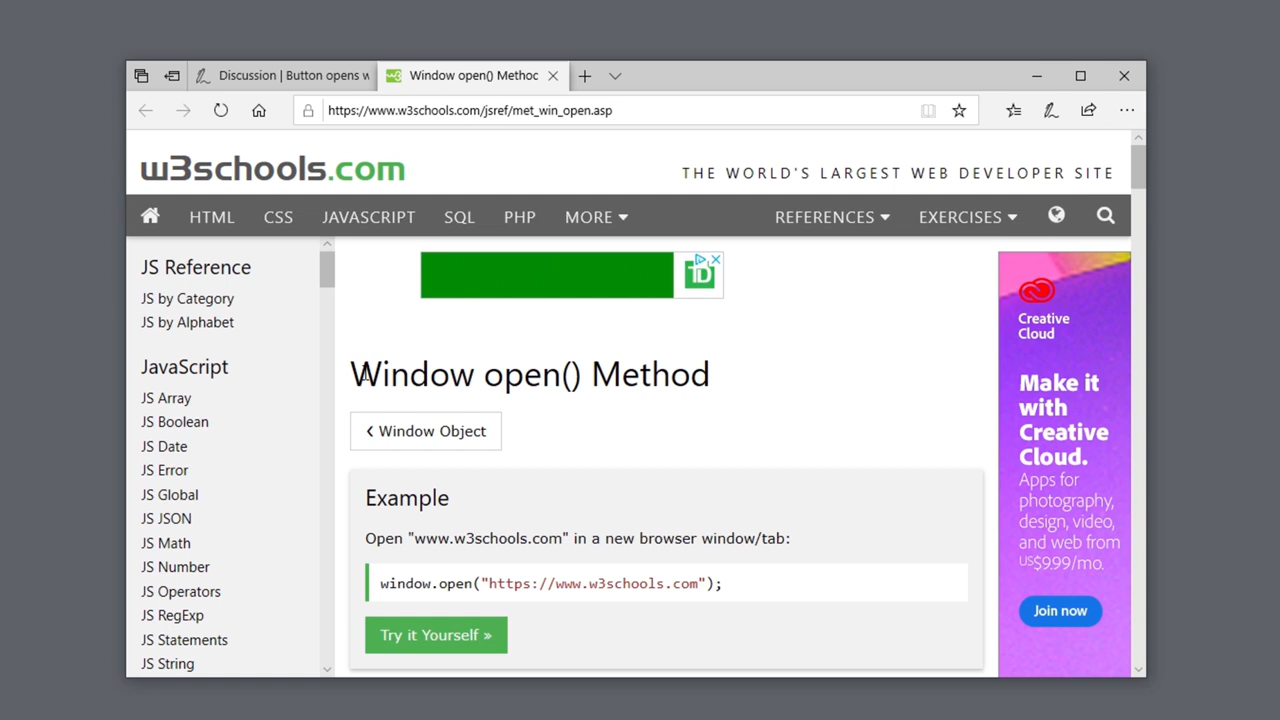 Discussion | Button opens w
Window open() Methoc
https://www.w3schools.com/jsref/met_win_open.asp
w3schools.com
THE WORLD'S LARGEST WEB DEVELOPER SITE
HTML CSS JAVASCRIPT SQL PHP MORE REFERENCES EXERCISES
JS Reference
JS by Category
JS by Alphabet
JavaScript
JS Array
JS Boolean
JS Date
JS Error
JS Global
JS JSON
JS Math
JS Number
JS Operators
JS RegExp
JS Statements
JS String
TD
Window open() Method
‹ Window Object
Example
Open "www.w3schools.com" in a new browser window/tab:
window.open("https://www.w3schools.com");
Try it Yourself »
Creative
Cloud
Make it
with
Creative
Cloud.
Apps for
photography,
design, video,
and web from
US$9.99/mo.
Join now